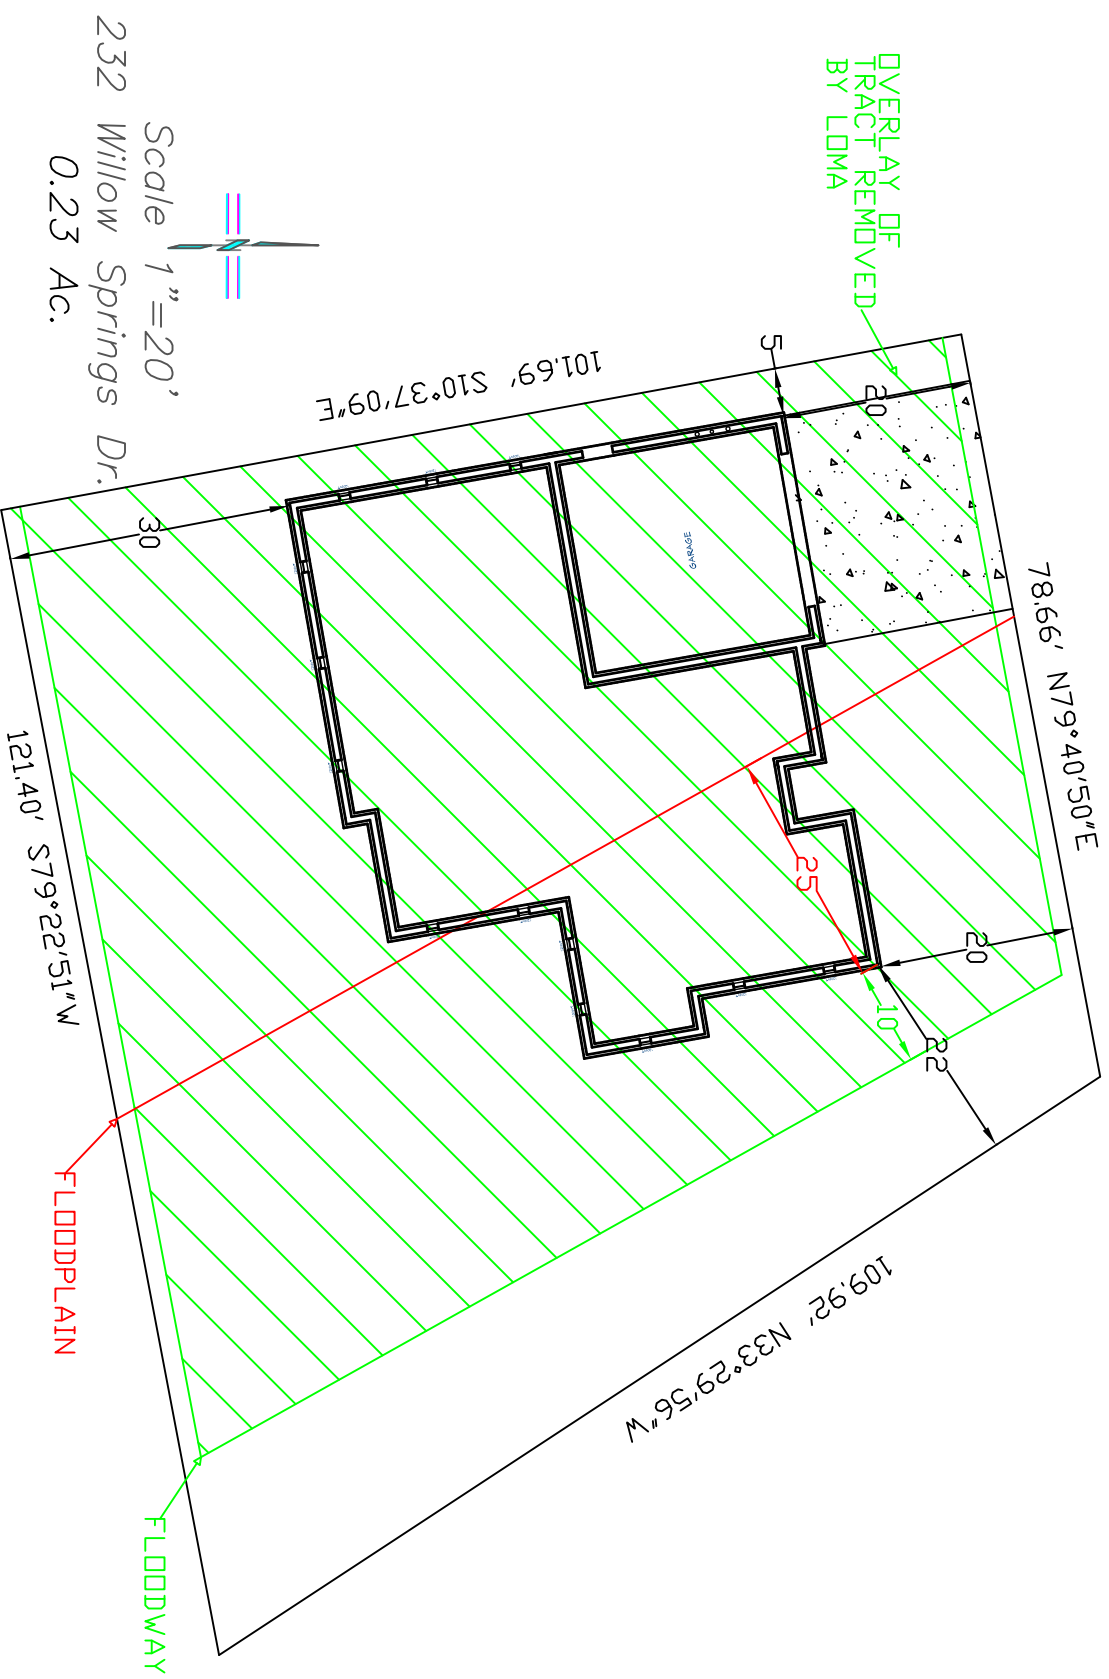 OVERLAY OF
TRACT REMOVED
BY LOMA
Scale 1"=20'
232 Willow Springs Dr.
0.23 Ac.
N
78.66' N79°40'50"E
101.69' S10°37'09"E
121.40' S79°22'51"W
109.92' N33°29'56"W
5
20
20
22
10
25
30
GARAGE
FLOODPLAIN
FLOODWAY